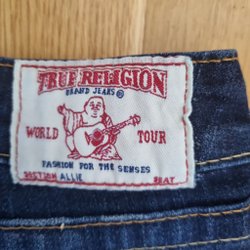 TRUE RELIGION
BRAND JEANS®
WORLD TOUR
FASHION FOR THE SENSES
SECTION ALLIE SEAT